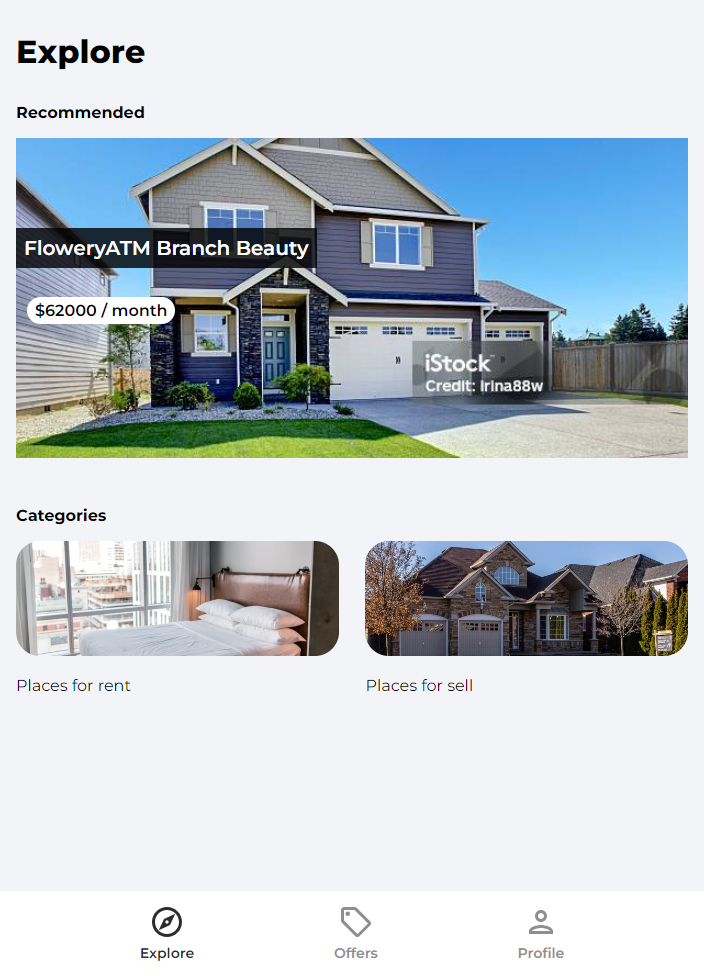 Explore
Recommended
FloweryATM Branch Beauty
$62000 / month
iStock
Credit: irina88w
Categories
Places for rent
Places for sell
Explore
Offers
Profile